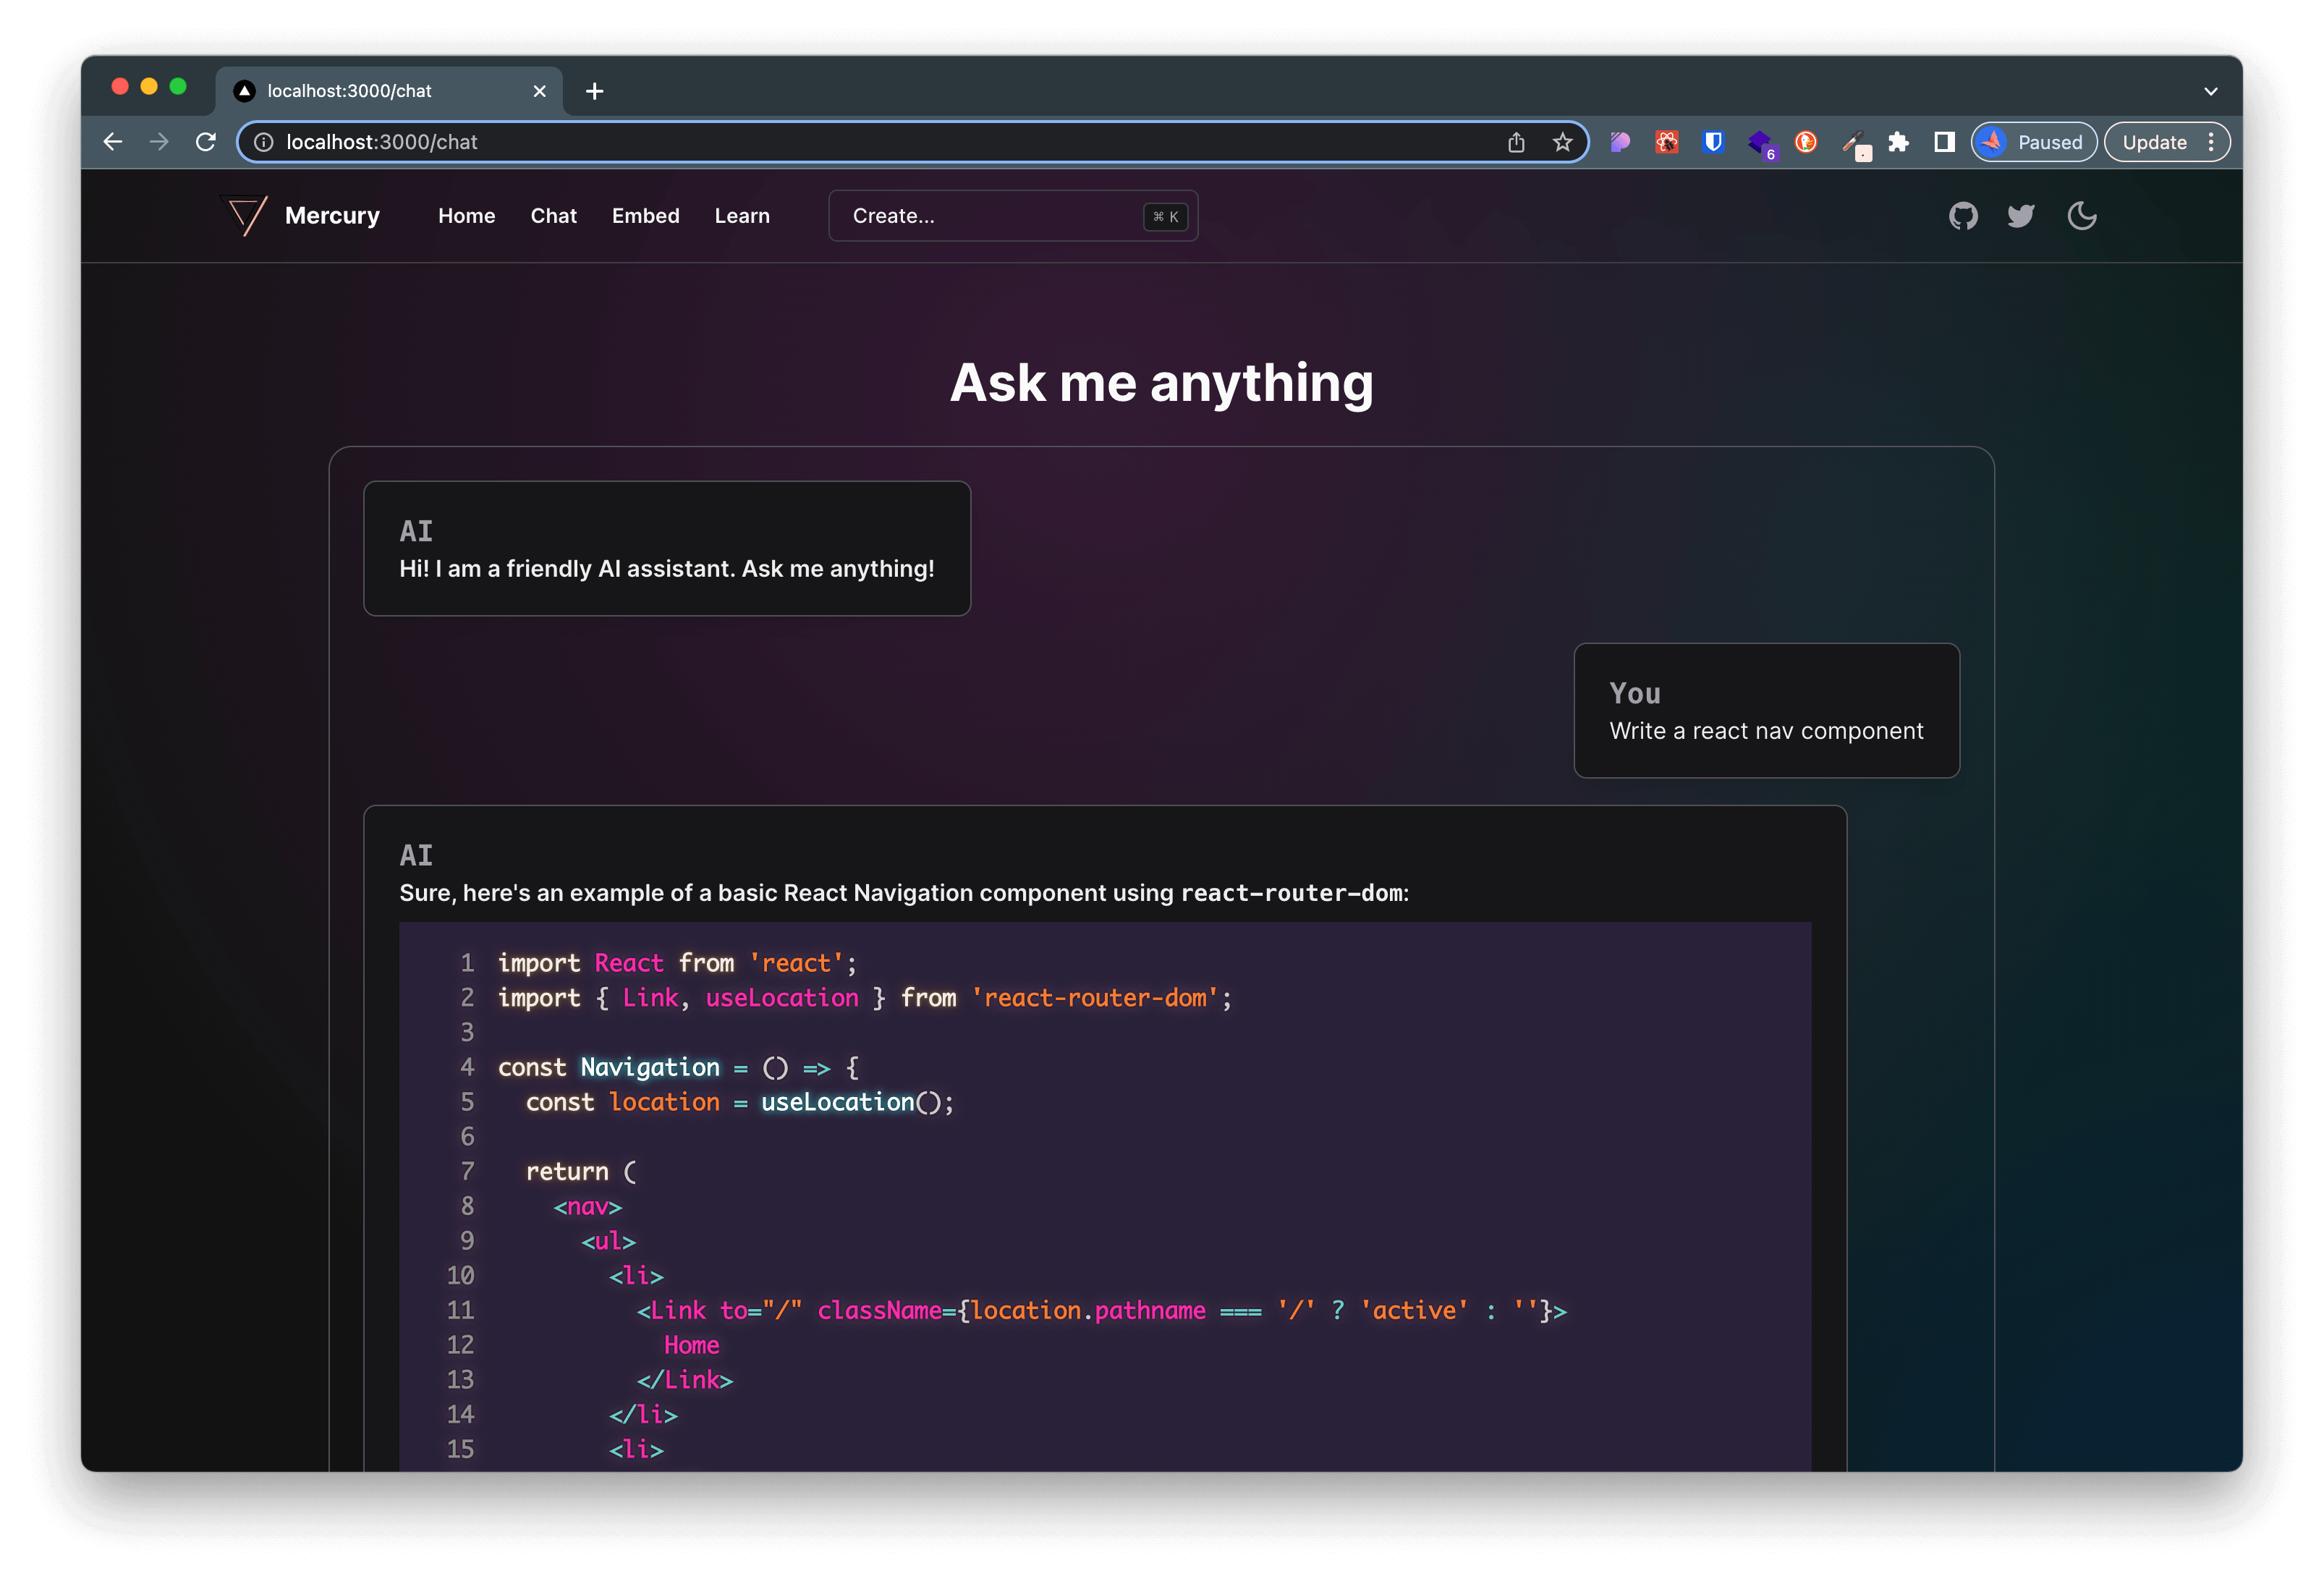 localhost:3000/chat
localhost:3000/chat
6
Paused
Update
Mercury
Home
Chat
Embed
Learn
Create...
⌘ K
Ask me anything
AI
Hi! I am a friendly AI assistant. Ask me anything!
You
Write a react nav component
AI
Sure, here's an example of a basic React Navigation component using react-router-dom:
1 import React from 'react';
2 import { Link, useLocation } from 'react-router-dom';
3
4 const Navigation = () => {
5   const location = useLocation();
6
7   return (
8     <nav>
9       <ul>
10         <li>
11           <Link to="/" className={location.pathname === '/' ? 'active' : ''}>
12             Home
13           </Link>
14         </li>
15         <li>